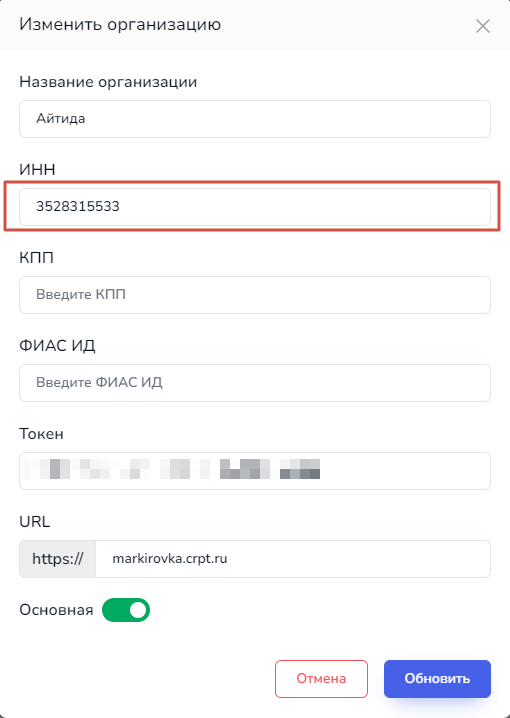 Изменить организацию
Название организации
Айтида
ИНН
3528315533
КПП
Введите КПП
ФИАС ИД
Введите ФИАС ИД
Токен
URL
https:// markirovka.crpt.ru
Основная
Отмена Обновить